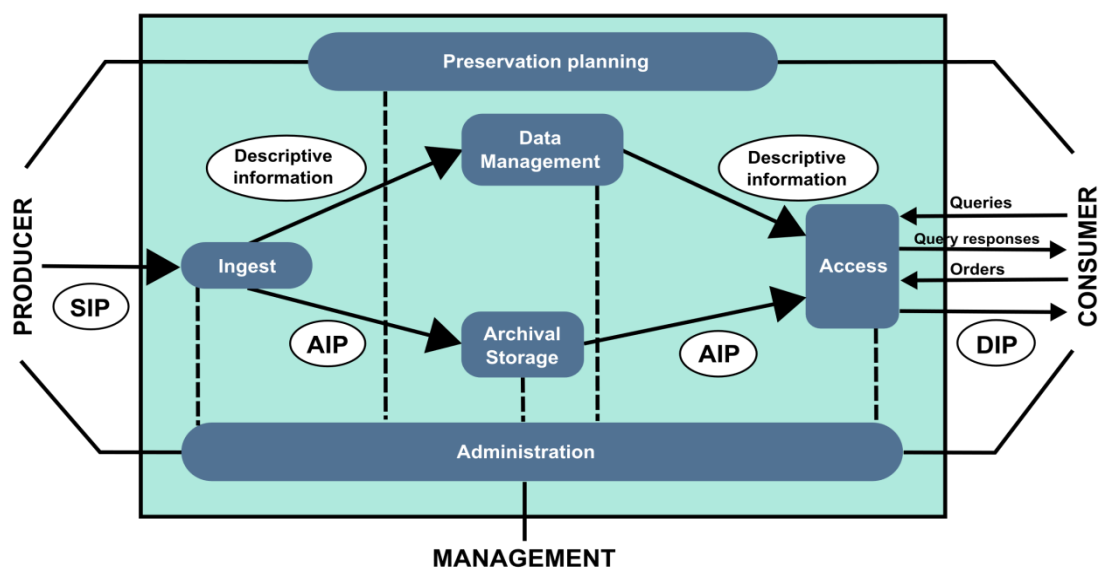 Preservation planning
Data
Management
Descriptive
information
Descriptive
information
PRODUCER
SIP
Ingest
Access
Queries
Query responses
Orders
CONSUMER
AIP
Archival
Storage
AIP
DIP
Administration
MANAGEMENT